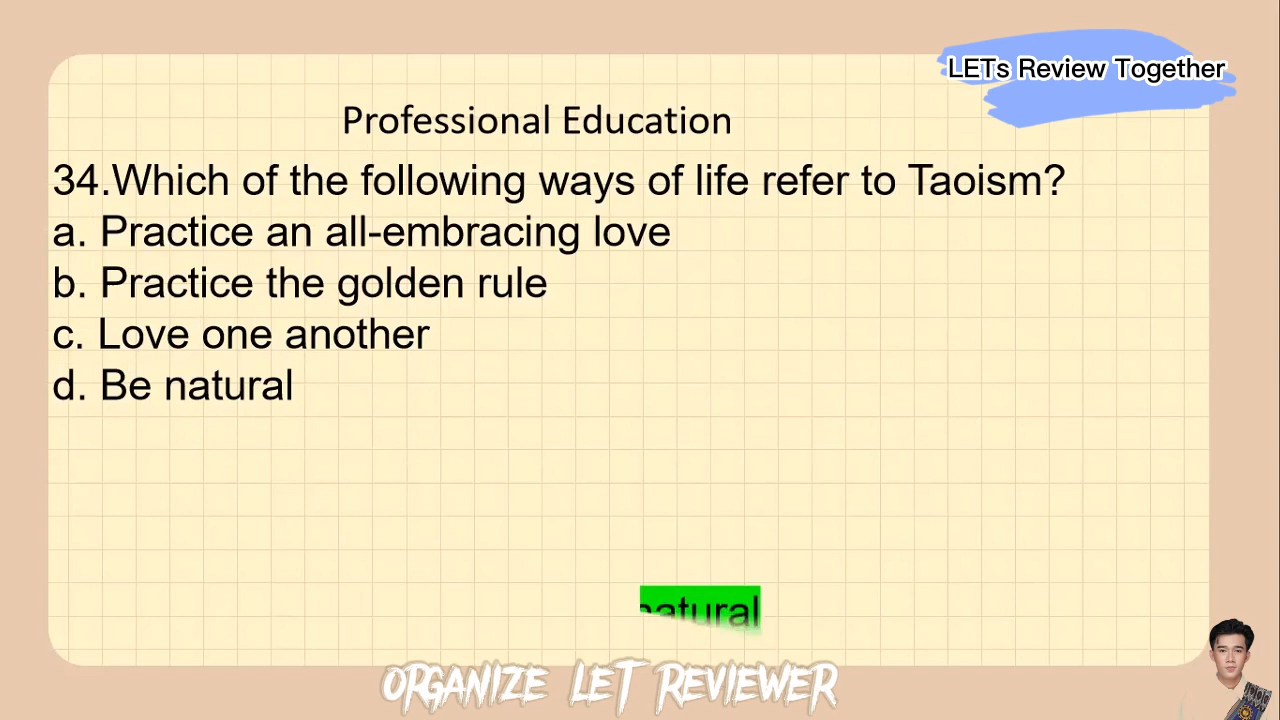 LETs Review Together
Professional Education
34.Which of the following ways of life refer to Taoism?
a. Practice an all-embracing love
b. Practice the golden rule
c. Love one another
d. Be natural
natural
ORGANIZE LET REVIEWER